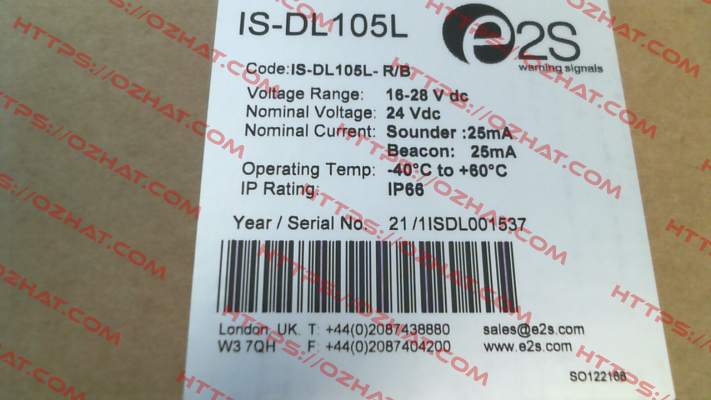 IS-DL105L
e2S
warning signals
Code:IS-DL105L-R/B
Voltage Range: 16-28 V dc
Nominal Voltage: 24 Vdc
Nominal Current: Sounder :25mA
Beacon: 25mA
Operating Temp: -40°C to +60°C
IP Rating: IP66
Year / Serial No. 21 /1ISDL001537
London. UK. T: +44(0)2087438880 sales@e2s.com
W3 7QH F: +44(0)2087404200 www.e2s.com
SO122166
HTTPS://OZHAT.COM